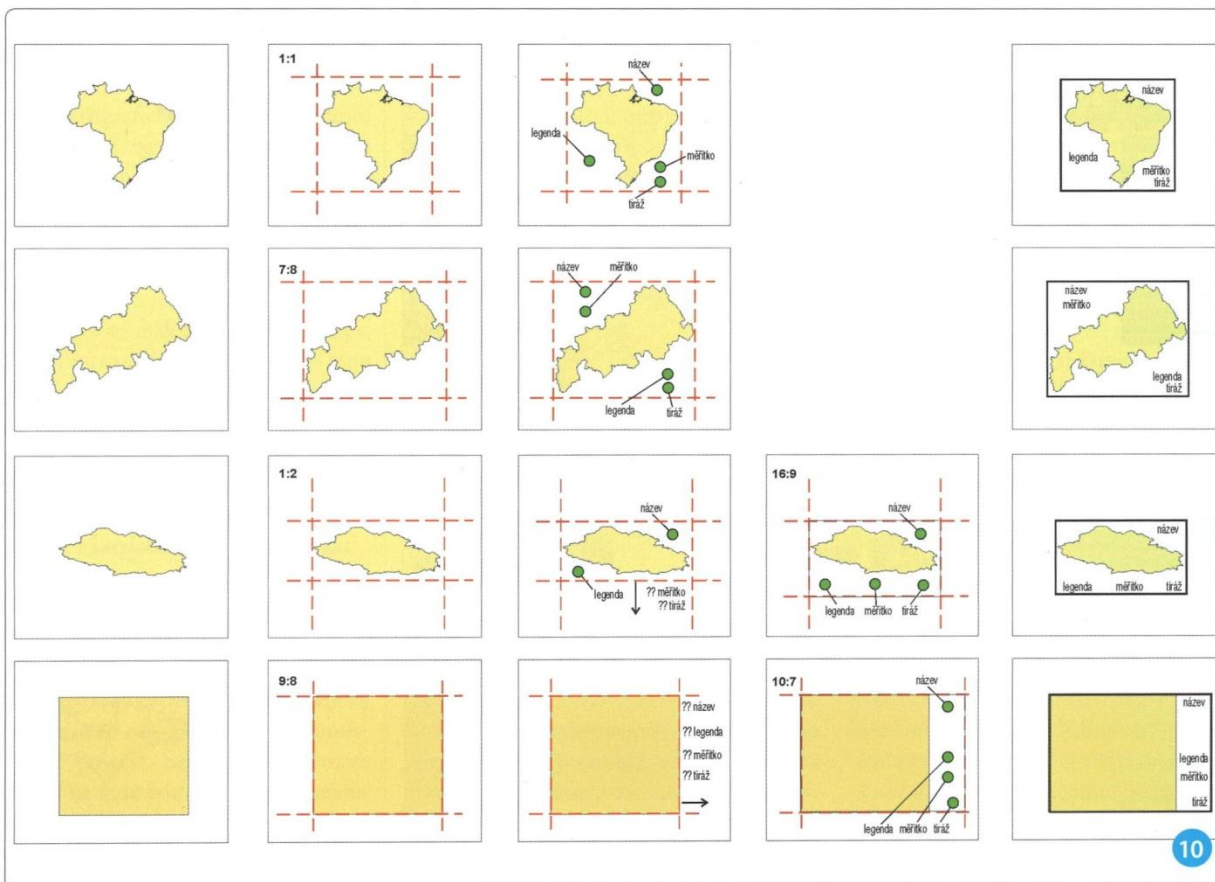 1:1
název
legenda
měřítko
tiráž
název
legenda
měřítko
tiráž
7:8
název
měřítko
legenda
tiráž
název
měřítko
legenda
tiráž
1:2
název
legenda
?? měřítko
?? tiráž
16:9
název
legenda
měřítko
tiráž
název
legenda
měřítko
tiráž
9:8
?? název
?? legenda
?? měřítko
?? tiráž
10:7
název
legenda
měřítko
tiráž
název
legenda
měřítko
tiráž
10